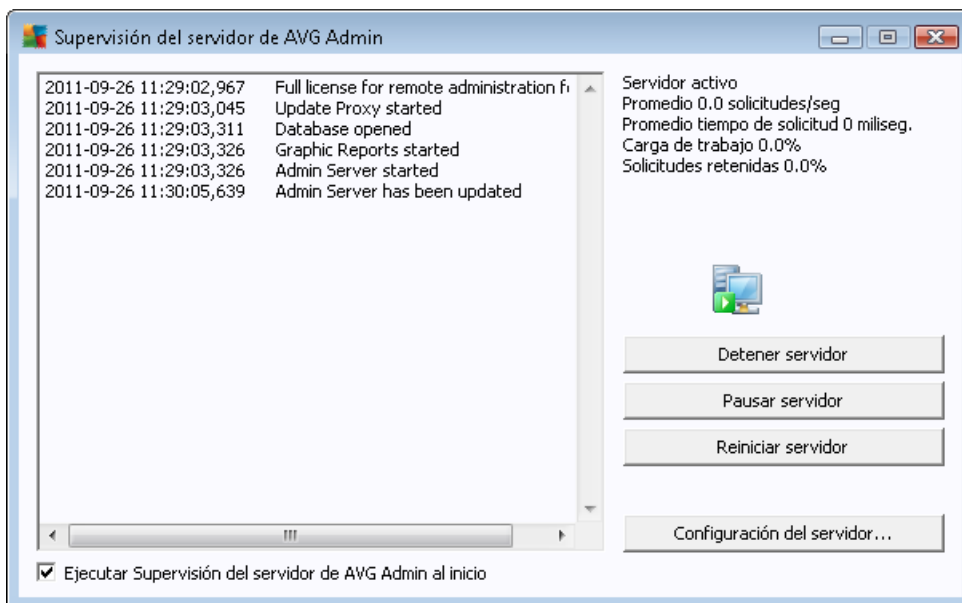 Supervisión del servidor de AVG Admin
2011-09-26 11:29:02,967 Full license for remote administration
2011-09-26 11:29:03,045 Update Proxy started
2011-09-26 11:29:03,311 Database opened
2011-09-26 11:29:03,326 Graphic Reports started
2011-09-26 11:29:03,326 Admin Server started
2011-09-26 11:30:05,639 Admin Server has been updated
Servidor activo
Promedio 0.0 solicitudes/seg
Promedio tiempo de solicitud 0 miliseg.
Carga de trabajo 0.0%
Solicitudes retenidas 0.0%
Detener servidor
Pausar servidor
Reiniciar servidor
Configuración del servidor...
Ejecutar Supervisión del servidor de AVG Admin al inicio